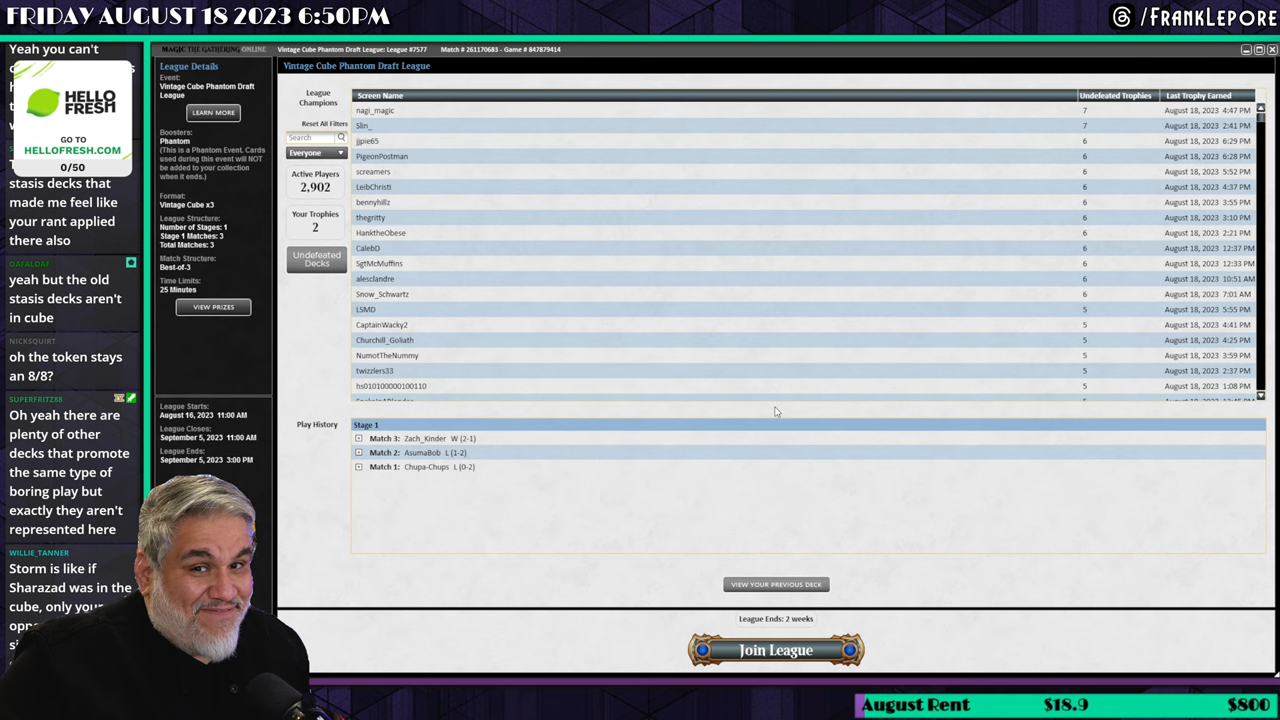 FRIDAY AUGUST 18 2023 6:50PM
/FRANKLEPORE
Yeah you can't
HELLO
FRESH
GO TO
HELLOFRESH.COM
0/50
stasis decks that
made me feel like
your rant applied
there also
OAFALOAF
yeah but the old
stasis decks aren't
in cube
NICKSQUIRT
oh the token stays
an 8/8?
SUPERFRITZ88
Oh yeah there are
plenty of other
decks that promote
the same type of
boring play but
exactly they aren't
represented here
WILLIE_TANNER
Storm is like if
Sharazad was in the
cube, only your
MAGIC THE GATHERING ONLINE
Vintage Cube Phantom Draft League: League #7577
Match # 261170683 - Game # 847879414
League Details
Event:
Vintage Cube Phantom Draft
League
LEARN MORE
Boosters:
Phantom
(This is a Phantom Event. Cards
used during this event will NOT
be added to your collection
when it ends.)
Format:
Vintage Cube x3
League Structure:
Number of Stages: 1
Stage 1 Matches: 3
Total Matches: 3
Match Structure:
Best-of-3
Time Limits:
25 Minutes
VIEW PRIZES
League Starts:
August 16, 2023 11:00 AM
League Closes:
September 5, 2023 11:00 AM
League Ends:
September 5, 2023 3:00 PM
Vintage Cube Phantom Draft League
League
Champions
Reset All Filters
Search
Everyone
Active Players
2,902
Your Trophies
2
Undefeated
Decks
Screen Name Undefeated Trophies Last Trophy Earned
nagi_magic 7 August 18, 2023 4:47 PM
Slin_ 7 August 18, 2023 2:41 PM
jjpie65 6 August 18, 2023 6:29 PM
PigeonPostman 6 August 18, 2023 6:28 PM
screamers 6 August 18, 2023 5:52 PM
LeibChristi 6 August 18, 2023 4:37 PM
bennyhillz 6 August 18, 2023 3:55 PM
thegritty 6 August 18, 2023 3:10 PM
HanktheObese 6 August 18, 2023 2:21 PM
CalebD 6 August 18, 2023 12:37 PM
SgtMcMuffins 6 August 18, 2023 12:33 PM
alesclandre 6 August 18, 2023 10:51 AM
Snow_Schwartz 6 August 18, 2023 7:01 AM
LSMD 5 August 18, 2023 5:55 PM
CaptainWacky2 5 August 18, 2023 4:41 PM
Churchill_Goliath 5 August 18, 2023 4:25 PM
NumotTheNummy 5 August 18, 2023 3:59 PM
twizzlers33 5 August 18, 2023 2:37 PM
hs010100000100110 5 August 18, 2023 1:08 PM
Play History
Stage 1
Match 3: Zach_Kinder W (2-1)
Match 2: AsumaBob L (1-2)
Match 1: Chupa-Chups L (0-2)
VIEW YOUR PREVIOUS DECK
League Ends: 2 weeks
Join League
August Rent $18.9 $800